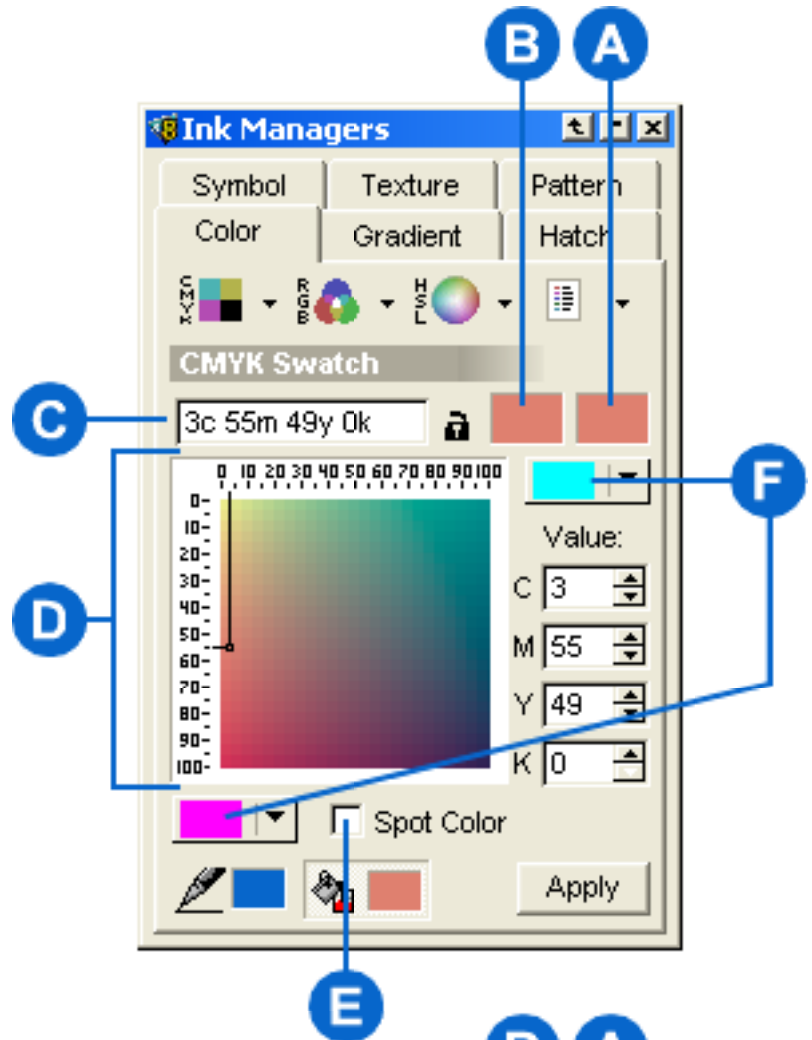 B A
Ink Managers
Symbol Texture Pattern
Color Gradient Hatch
CMYK RGB HSL
CMYK Swatch
C
3c 55m 49y 0k
0 10 20 30 40 50 60 70 80 90 100
F
0
10
20
30
40
50
60
70
80
90
100
Value:
C 3
M 55
Y 49
K 0
D
Spot Color
Apply
E